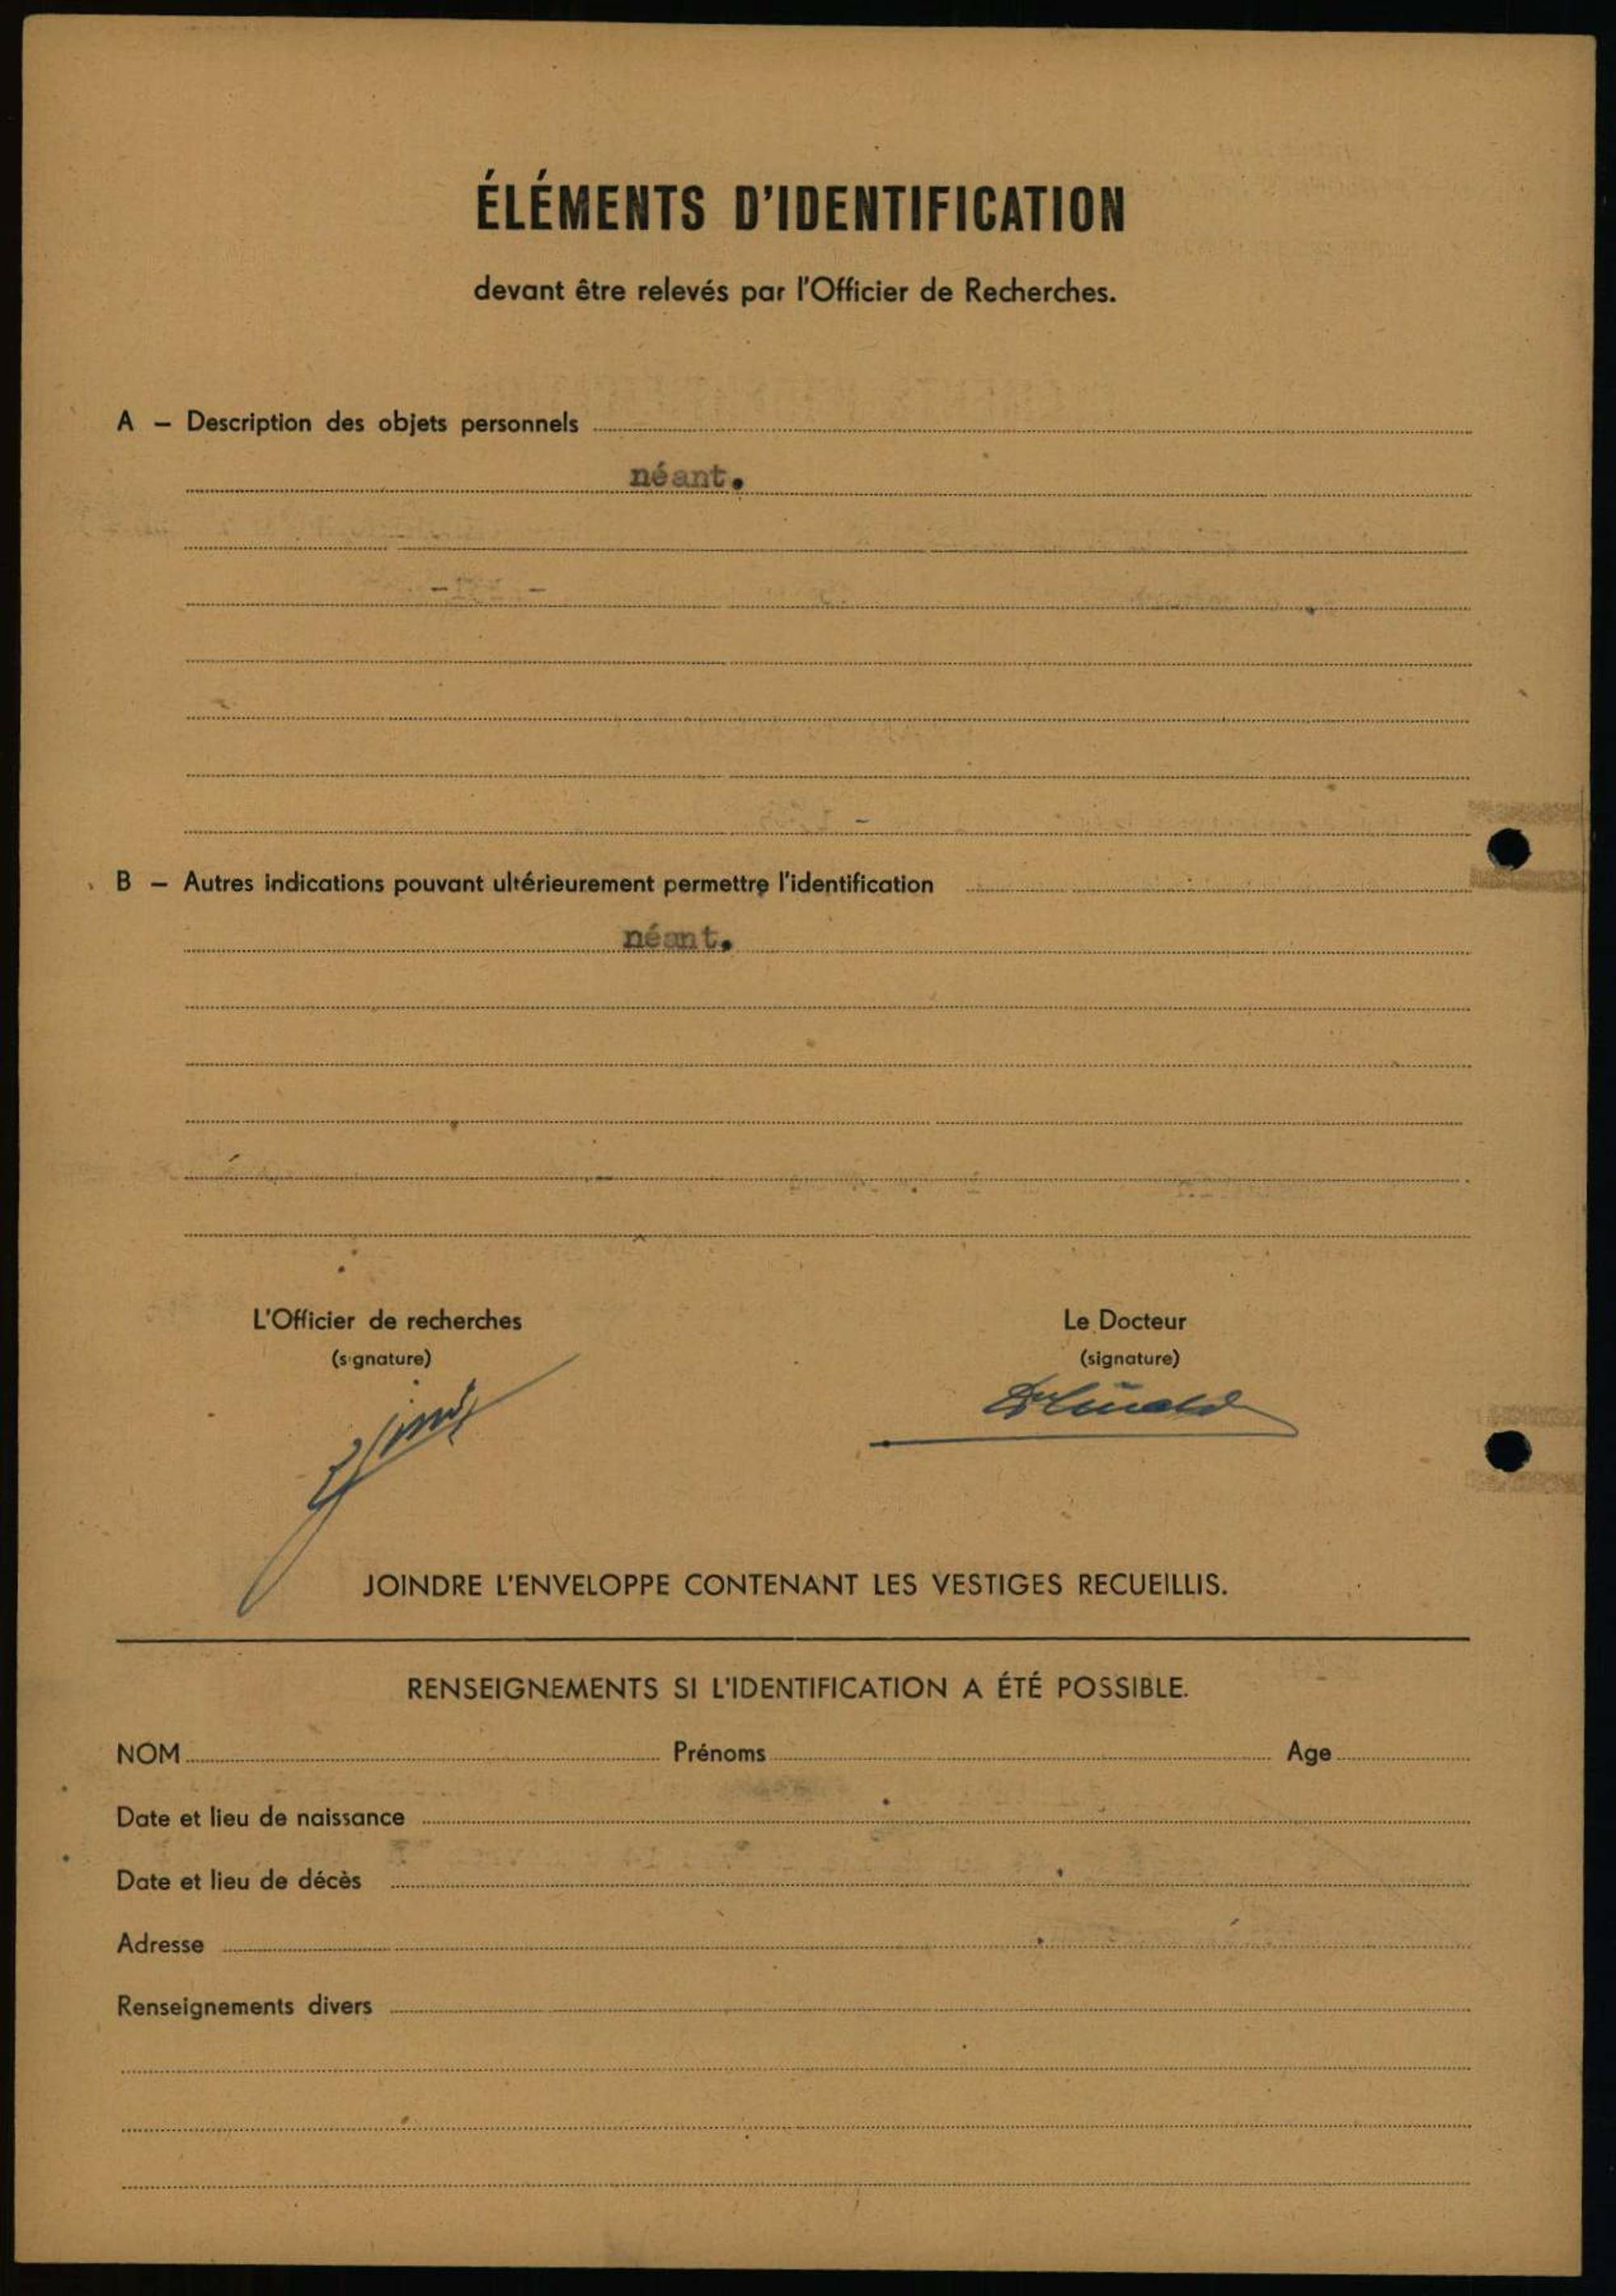 ÉLÉMENTS D'IDENTIFICATION
devant être relevés par l'Officier de Recherches.
A — Description des objets personnels
néant.
B — Autres indications pouvant ultérieurement permettre l'identification
néant.
L'Officier de recherches Le Docteur
(signature) (signature)
JOINDRE L'ENVELOPPE CONTENANT LES VESTIGES RECUEILLIS.
RENSEIGNEMENTS SI L'IDENTIFICATION A ÉTÉ POSSIBLE.
NOM Prénoms Age
Date et lieu de naissance
Date et lieu de décès
Adresse
Renseignements divers